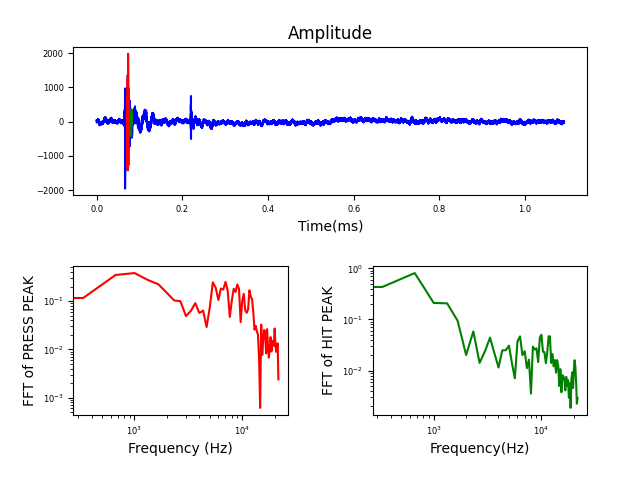 Amplitude
2000
1000
0
−1000
−2000
0.0 0.2 0.4 0.6 0.8 1.0
Time(ms)
FFT of PRESS PEAK
10⁻¹
10⁻²
10⁻³
10³ 10⁴
Frequency (Hz)
FFT of HIT PEAK
10⁰
10⁻¹
10⁻²
10³ 10⁴
Frequency(Hz)